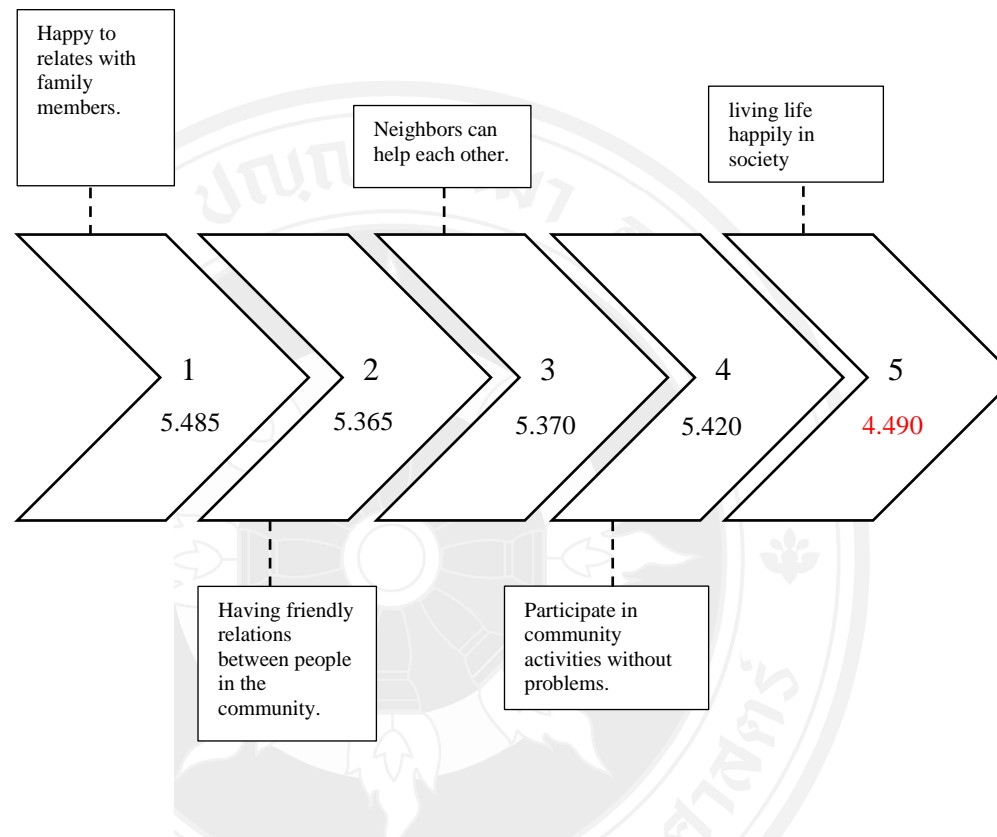 Happy to
relates with
family
members.
Neighbors can
help each other.
living life
happily in
society
1
5.485
2
5.365
3
5.370
4
5.420
5
4.490
Having friendly
relations
between people
in the
community.
Participate in
community
activities without
problems.